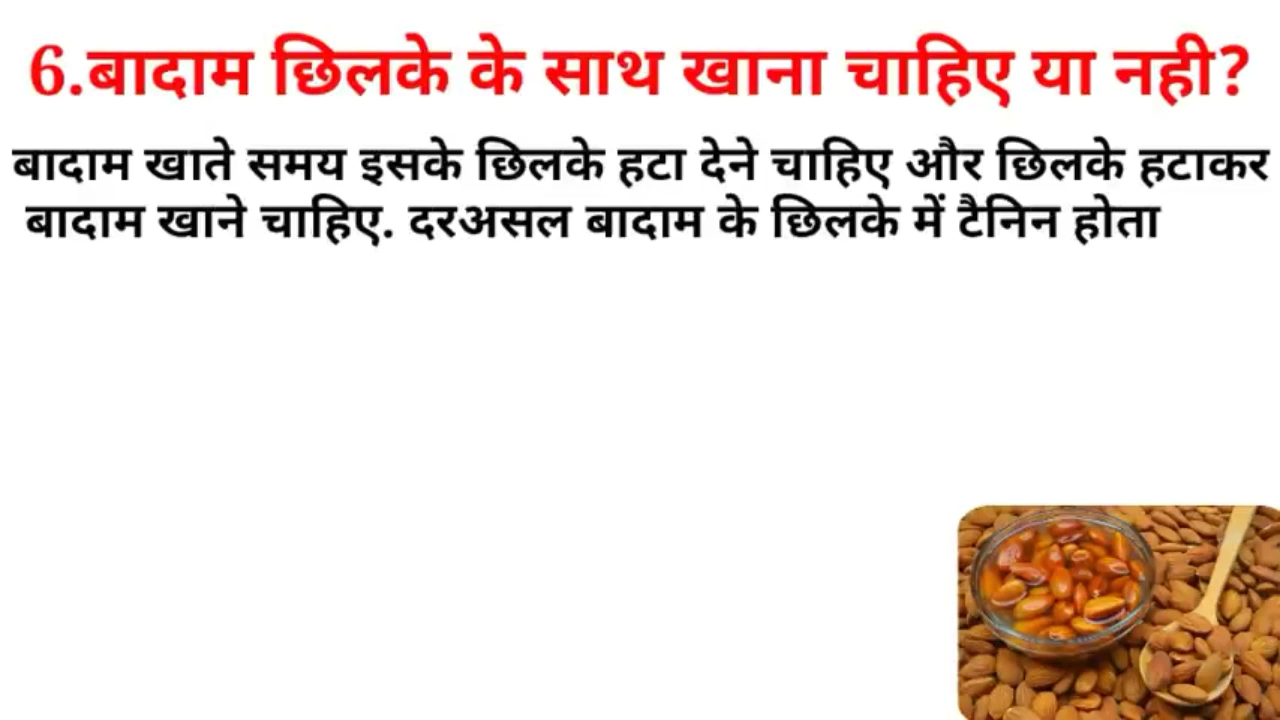 6.बादाम छिलके के साथ खाना चाहिए या नही?
बादाम खाते समय इसके छिलके हटा देने चाहिए और छिलके हटाकर
बादाम खाने चाहिए. दरअसल बादाम के छिलके में टैनिन होता